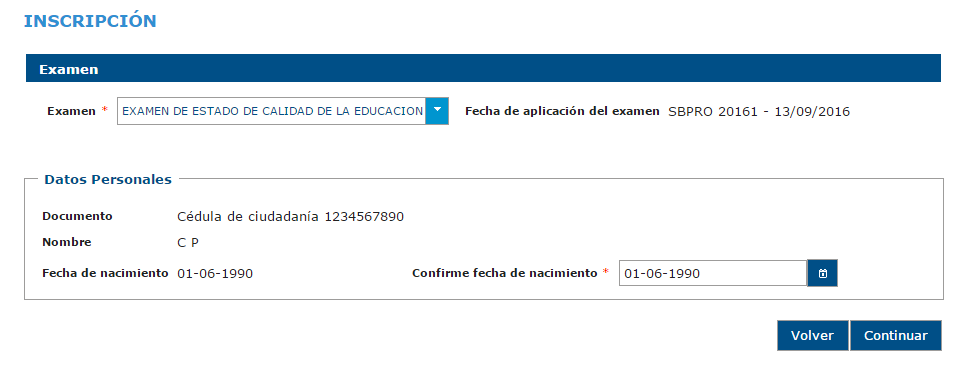 INSCRIPCIÓN
Examen
Examen * EXAMEN DE ESTADO DE CALIDAD DE LA EDUCACION Fecha de aplicación del examen SBPRO 20161 - 13/09/2016
Datos Personales
Documento Cédula de ciudadanía 1234567890
Nombre C P
Fecha de nacimiento 01-06-1990 Confirme fecha de nacimiento * 01-06-1990
Volver Continuar